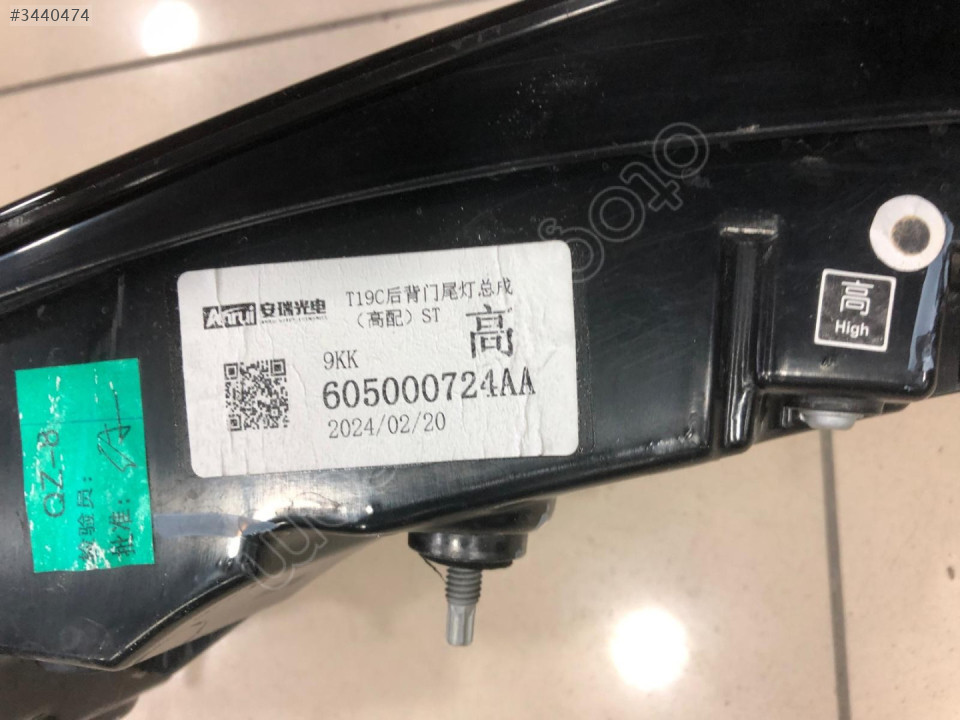 #3440474
Anrui 安瑞光电
T19C后背门尾灯总成
（高配）ST
高
9KK
605000724AA
2024/02/20
高
High
QZ-8
检验员：
批准：